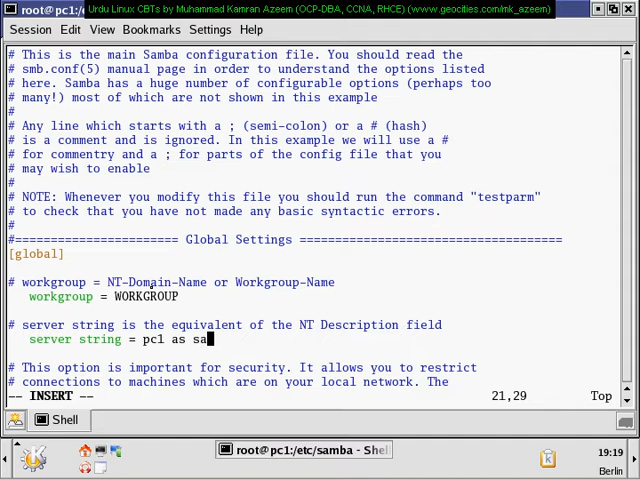 root@pc1:/e
Urdu Linux CBTs by Muhammad Kamran Azeem (OCP-DBA, CCNA, RHCE) (www.geocities.com/mk_azeem)
Session Edit View Bookmarks Settings Help
# This is the main Samba configuration file. You should read the
# smb.conf(5) manual page in order to understand the options listed
# here. Samba has a huge number of configurable options (perhaps too
# many!) most of which are not shown in this example
#
# Any line which starts with a ; (semi-colon) or a # (hash)
# is a comment and is ignored. In this example we will use a #
# for commentry and a ; for parts of the config file that you
# may wish to enable
#
# NOTE: Whenever you modify this file you should run the command "testparm"
# to check that you have not made any basic syntactic errors.
#
#======================= Global Settings =====================================
[global]
# workgroup = NT-Domain-Name or Workgroup-Name
workgroup = WORKGROUP
# server string is the equivalent of the NT Description field
server string = pc1 as sa
# This option is important for security. It allows you to restrict
# connections to machines which are on your local network. The
-- INSERT -- 21,29 Top
Shell
root@pc1:/etc/samba - Shel
19:19
Berlin